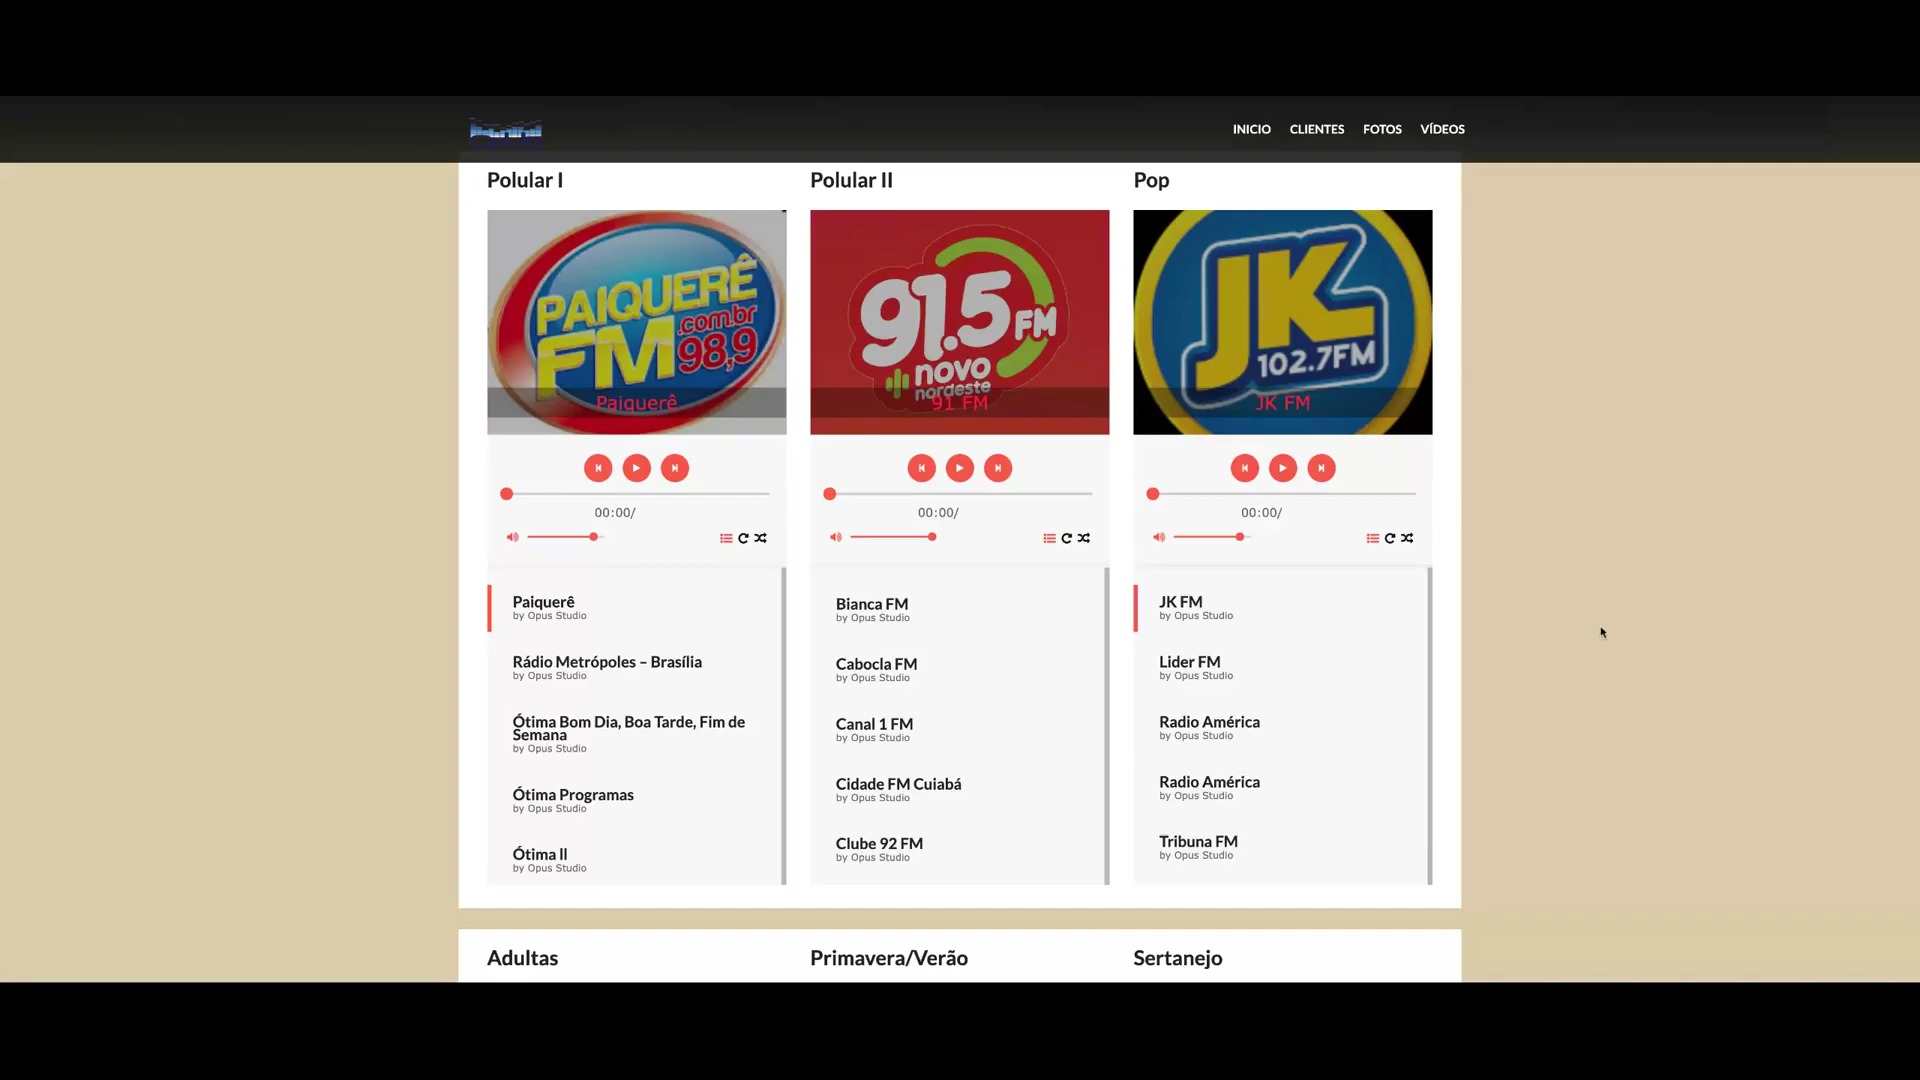 INICIO CLIENTES FOTOS VÍDEOS
Polular I
PAIQUERÊ
.com.br
FM 98,9
Paiquerê
00:00/
Paiquerê
by Opus Studio
Rádio Metrópoles – Brasília
by Opus Studio
Ótima Bom Dia, Boa Tarde, Fim de
Semana
by Opus Studio
Ótima Programas
by Opus Studio
Ótima ll
by Opus Studio
Polular II
91.5 FM
novo
nordeste
91 FM
00:00/
Bianca FM
by Opus Studio
Cabocla FM
by Opus Studio
Canal 1 FM
by Opus Studio
Cidade FM Cuiabá
by Opus Studio
Clube 92 FM
by Opus Studio
Pop
JK
102.7FM
JK FM
00:00/
JK FM
by Opus Studio
Lider FM
by Opus Studio
Radio América
by Opus Studio
Radio América
by Opus Studio
Tribuna FM
by Opus Studio
Adultas
Primavera/Verão
Sertanejo